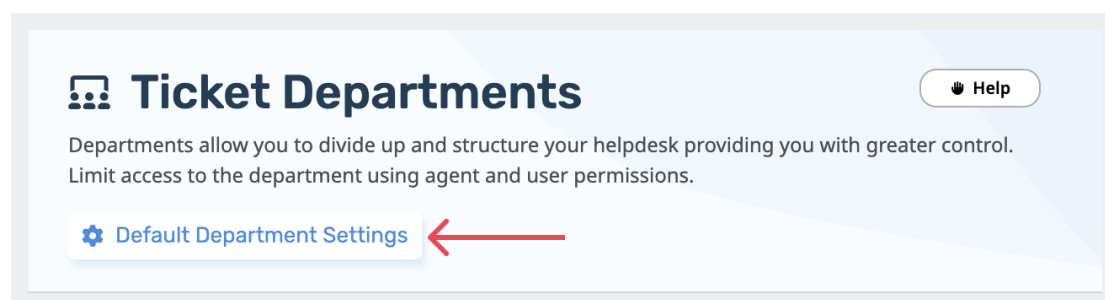 Ticket Departments
Help
Departments allow you to divide up and structure your helpdesk providing you with greater control.
Limit access to the department using agent and user permissions.
Default Department Settings